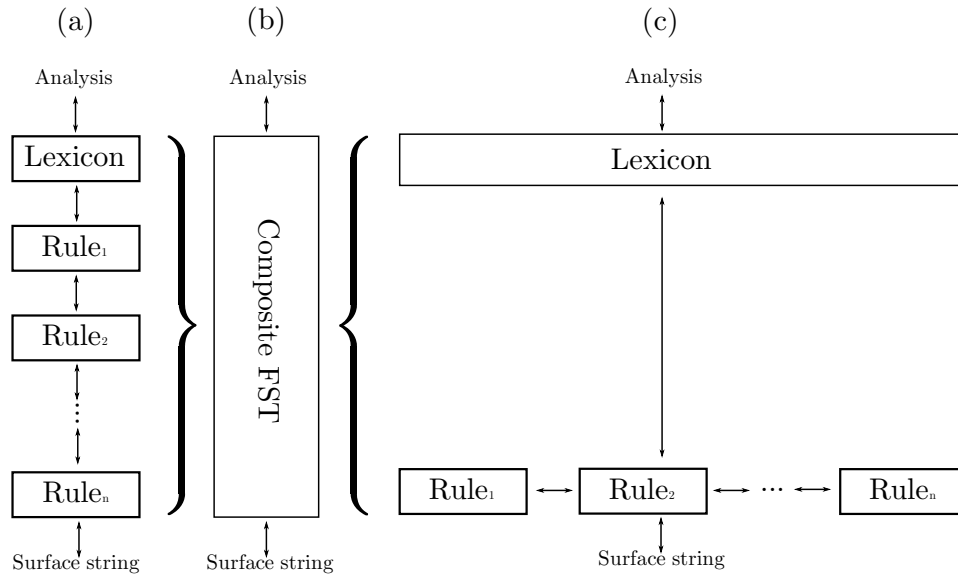 (a)
Analysis
Lexicon
Rule₁
Rule₂
⋮
Ruleₙ
Surface string
(b)
Analysis
Composite FST
Surface string
(c)
Analysis
Lexicon
Rule₁ Rule₂ ... Ruleₙ
Surface string